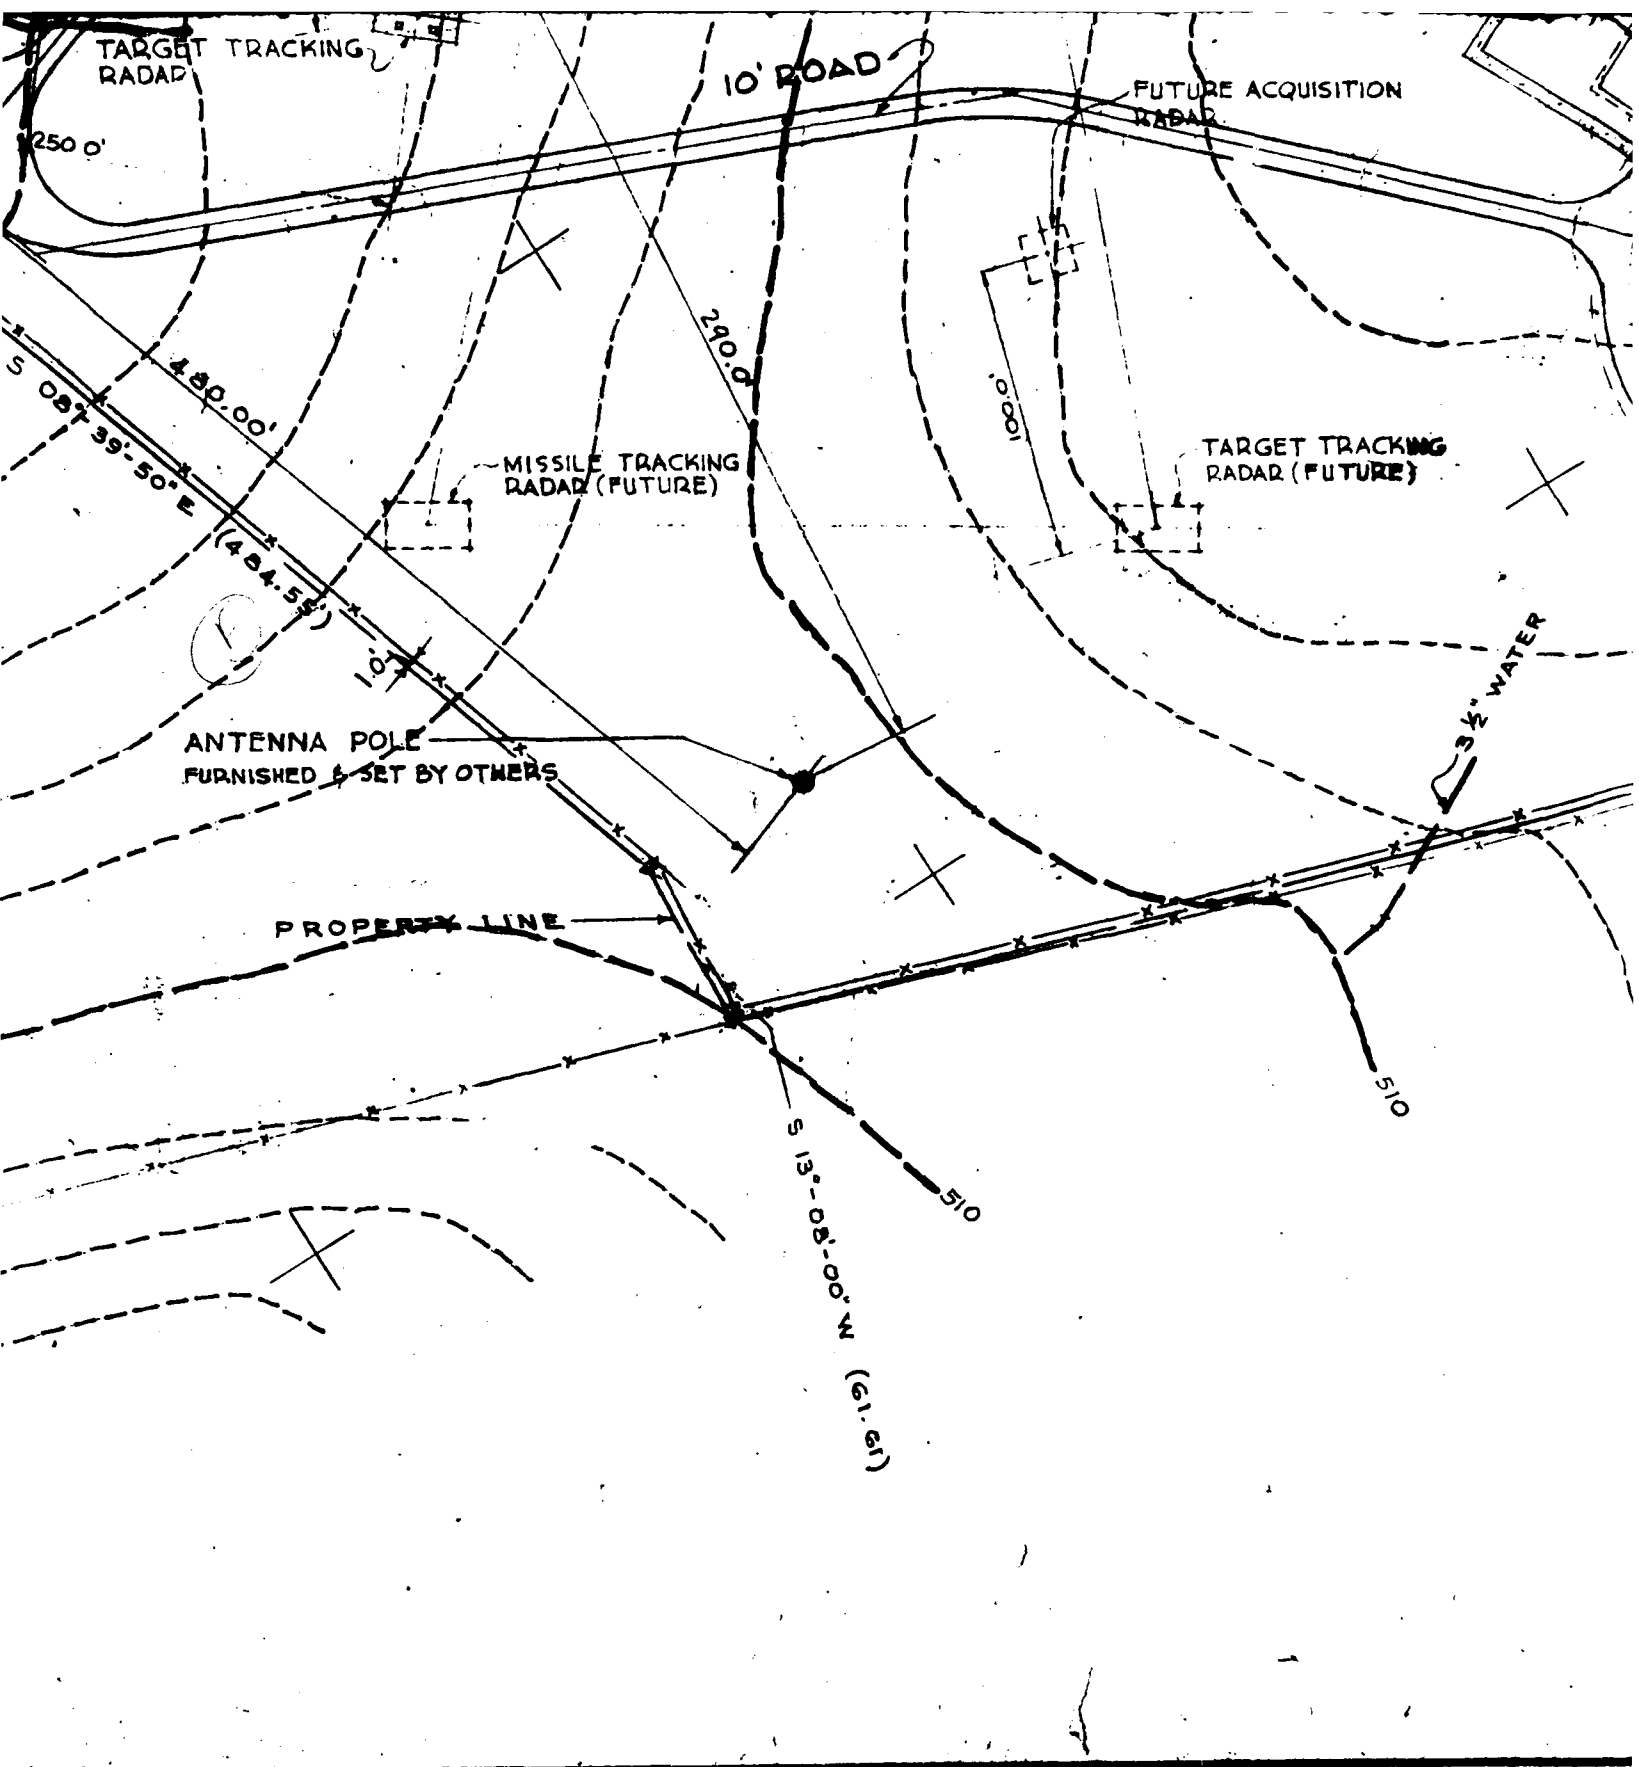 TARGET TRACKING
RADAR
10' ROAD
FUTURE ACQUISITION
RADAR
250 0'
290.0'
480.00'
100.0'
S 08°-39'-50" E (484.55')
MISSILE TRACKING
RADAR (FUTURE)
TARGET TRACKING
RADAR (FUTURE)
1'-0"
3 ½" WATER
ANTENNA POLE
FURNISHED & SET BY OTHERS
PROPERTY LINE
510
510
S 13°-08'-00" W (61.61)